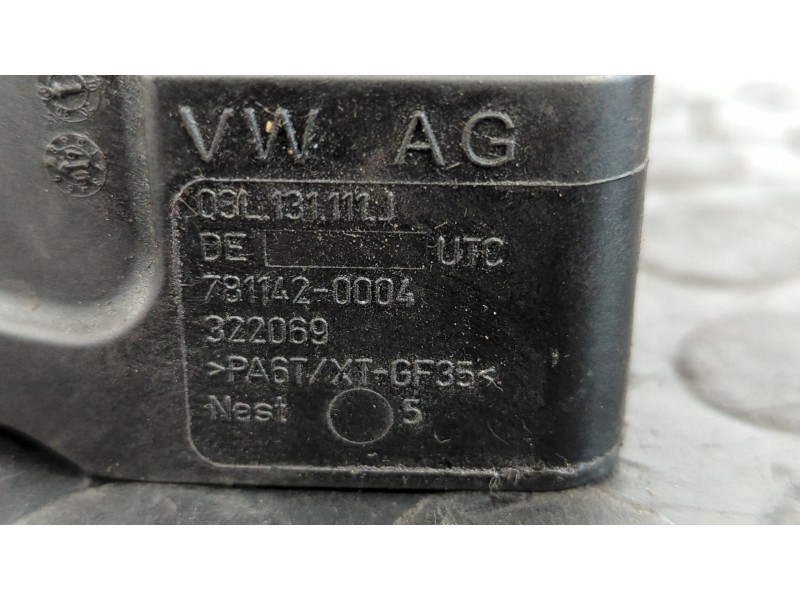 VW AG
03L.131.111.J
DE UTC
781142-0004
322069
>PA6T/XT-GF35<
Nest 5